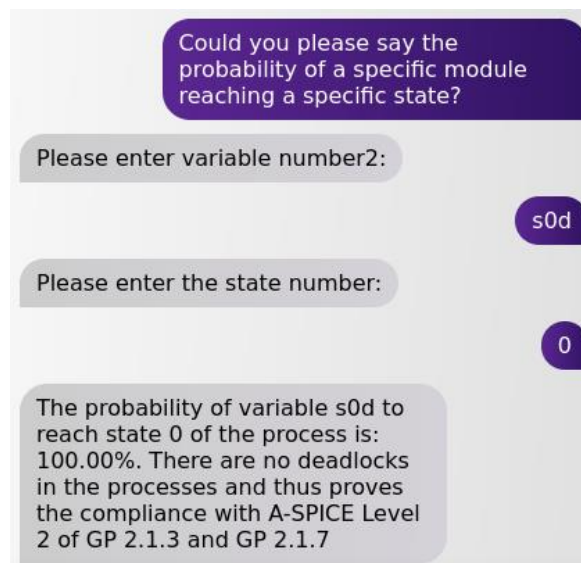 Could you please say the
probability of a specific module
reaching a specific state?
Please enter variable number2:
s0d
Please enter the state number:
0
The probability of variable s0d to
reach state 0 of the process is:
100.00%. There are no deadlocks
in the processes and thus proves
the compliance with A-SPICE Level
2 of GP 2.1.3 and GP 2.1.7